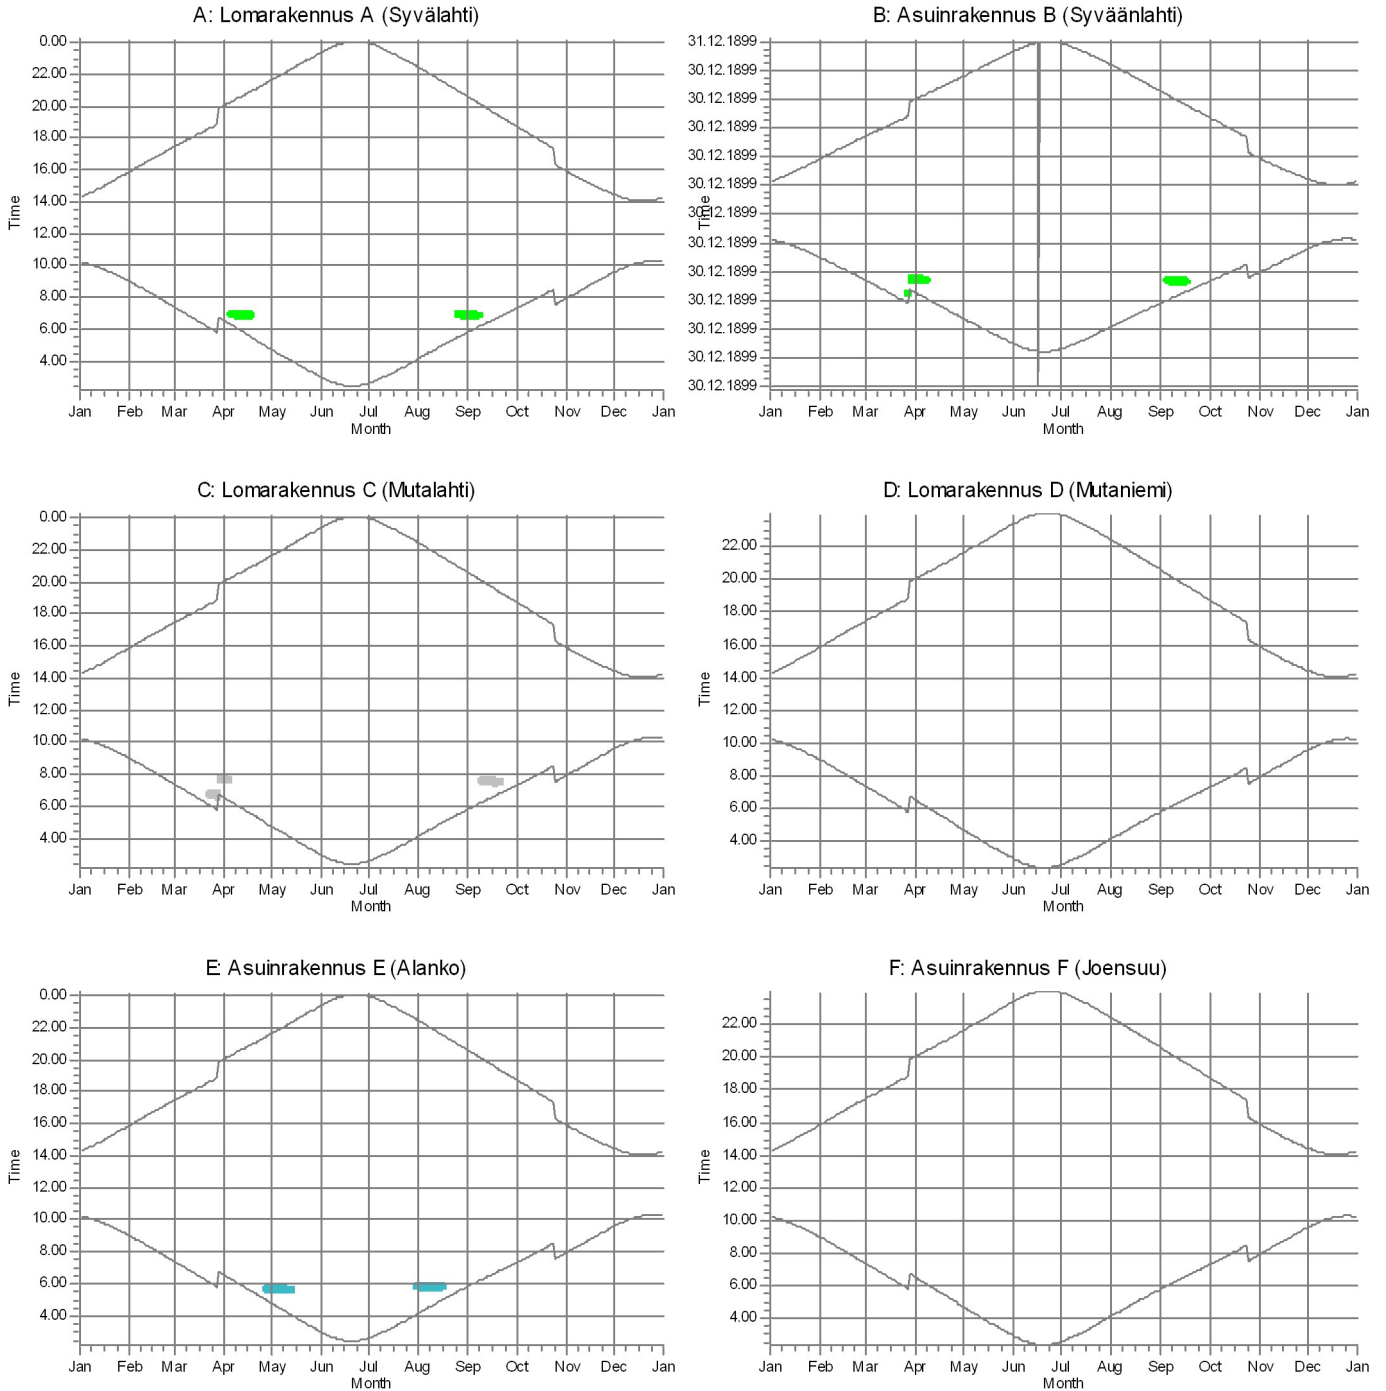 A: Lomarakennus A (Syvälahti)
0.00
22.00
20.00
18.00
16.00
14.00
12.00
10.00
8.00
6.00
4.00
Time
Jan Feb Mar Apr May Jun Jul Aug Sep Oct Nov Dec Jan
Month
B: Asuinrakennus B (Syväänlahti)
31.12.1899
30.12.1899
30.12.1899
30.12.1899
30.12.1899
30.12.1899
30.12.1899
30.12.1899
30.12.1899
30.12.1899
30.12.1899
30.12.1899
30.12.1899
Time
Jan Feb Mar Apr May Jun Jul Aug Sep Oct Nov Dec Jan
Month
C: Lomarakennus C (Mutalahti)
0.00
22.00
20.00
18.00
16.00
14.00
12.00
10.00
8.00
6.00
4.00
Time
Jan Feb Mar Apr May Jun Jul Aug Sep Oct Nov Dec Jan
Month
D: Lomarakennus D (Mutaniemi)
22.00
20.00
18.00
16.00
14.00
12.00
10.00
8.00
6.00
4.00
Time
Jan Feb Mar Apr May Jun Jul Aug Sep Oct Nov Dec Jan
Month
E: Asuinrakennus E (Alanko)
0.00
22.00
20.00
18.00
16.00
14.00
12.00
10.00
8.00
6.00
4.00
Time
Jan Feb Mar Apr May Jun Jul Aug Sep Oct Nov Dec Jan
Month
F: Asuinrakennus F (Joensuu)
22.00
20.00
18.00
16.00
14.00
12.00
10.00
8.00
6.00
4.00
Time
Jan Feb Mar Apr May Jun Jul Aug Sep Oct Nov Dec Jan
Month